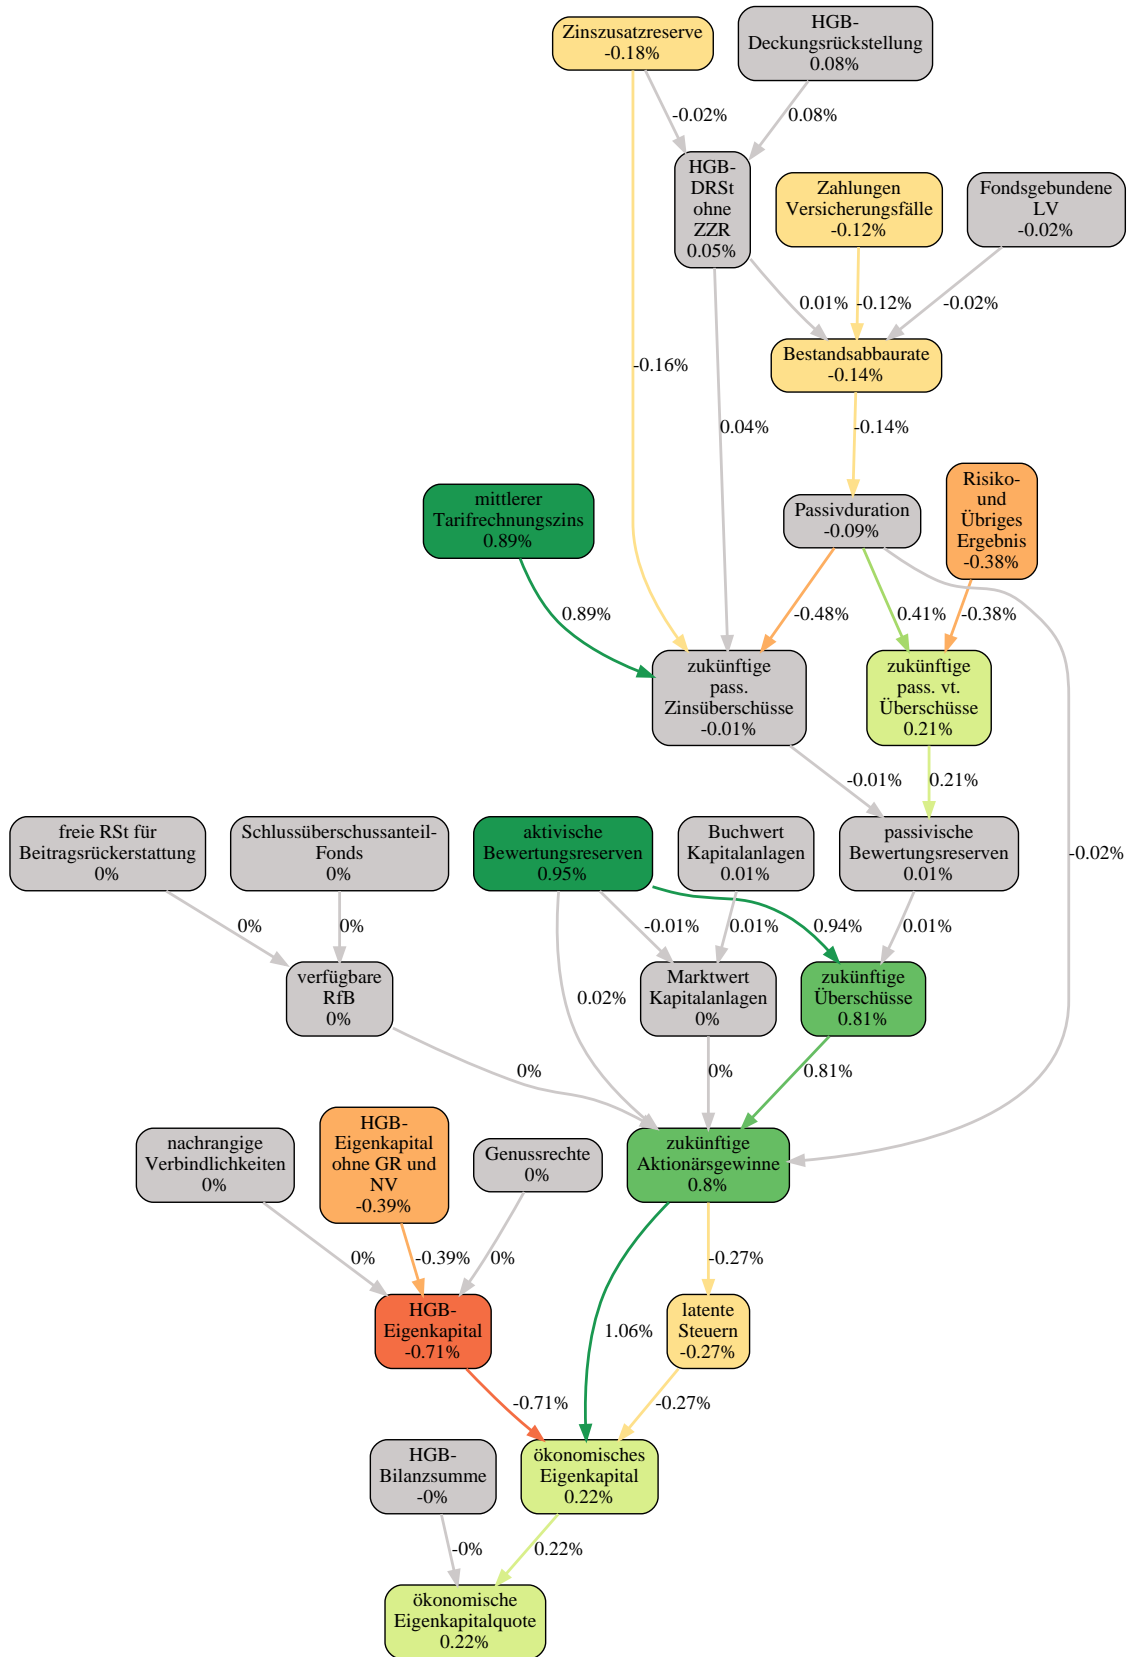 Zinszusatzreserve
-0.18%
HGB-
Deckungsrückstellung
0.08%
-0.02%
0.08%
HGB-
DRSt
ohne
ZZR
0.05%
Zahlungen
Versicherungsfälle
-0.12%
Fondsgebundene
LV
-0.02%
0.01%
-0.12%
-0.02%
Bestandsabbaurate
-0.14%
-0.16%
0.04%
-0.14%
mittlerer
Tarifrechnungszins
0.89%
Passivduration
-0.09%
Risiko-
und
Übriges
Ergebnis
-0.38%
0.89%
-0.48%
0.41%
-0.38%
zukünftige
pass.
Zinsüberschüsse
-0.01%
zukünftige
pass. vt.
Überschüsse
0.21%
-0.01%
0.21%
-0.02%
freie RSt für
Beitragsrückerstattung
0%
Schlussüberschussanteil-
Fonds
0%
aktivische
Bewertungsreserven
0.95%
Buchwert
Kapitalanlagen
0.01%
passivische
Bewertungsreserven
0.01%
0%
0%
-0.01%
0.01%
0.94%
0.01%
verfügbare
RfB
0%
0.02%
Marktwert
Kapitalanlagen
0%
zukünftige
Überschüsse
0.81%
0%
0%
0.81%
nachrangige
Verbindlichkeiten
0%
HGB-
Eigenkapital
ohne GR und
NV
-0.39%
Genussrechte
0%
zukünftige
Aktionärsgewinne
0.8%
0%
-0.39%
0%
-0.27%
HGB-
Eigenkapital
-0.71%
1.06%
latente
Steuern
-0.27%
-0.71%
-0.27%
HGB-
Bilanzsumme
-0%
ökonomisches
Eigenkapital
0.22%
-0%
0.22%
ökonomische
Eigenkapitalquote
0.22%